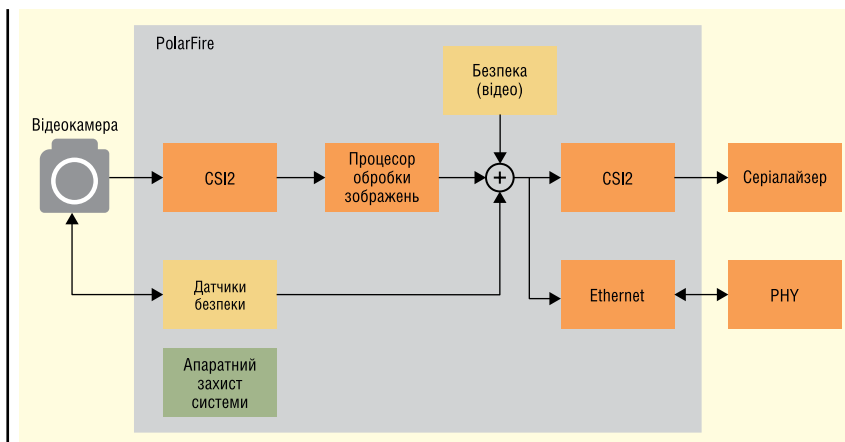 PolarFire
Безпека
(відео)
Відеокамера
CSI2
Процесор
обробки
зображень
+
CSI2
Серіалайзер
Датчики
безпеки
Ethernet
PHY
Апаратний
захист
системи